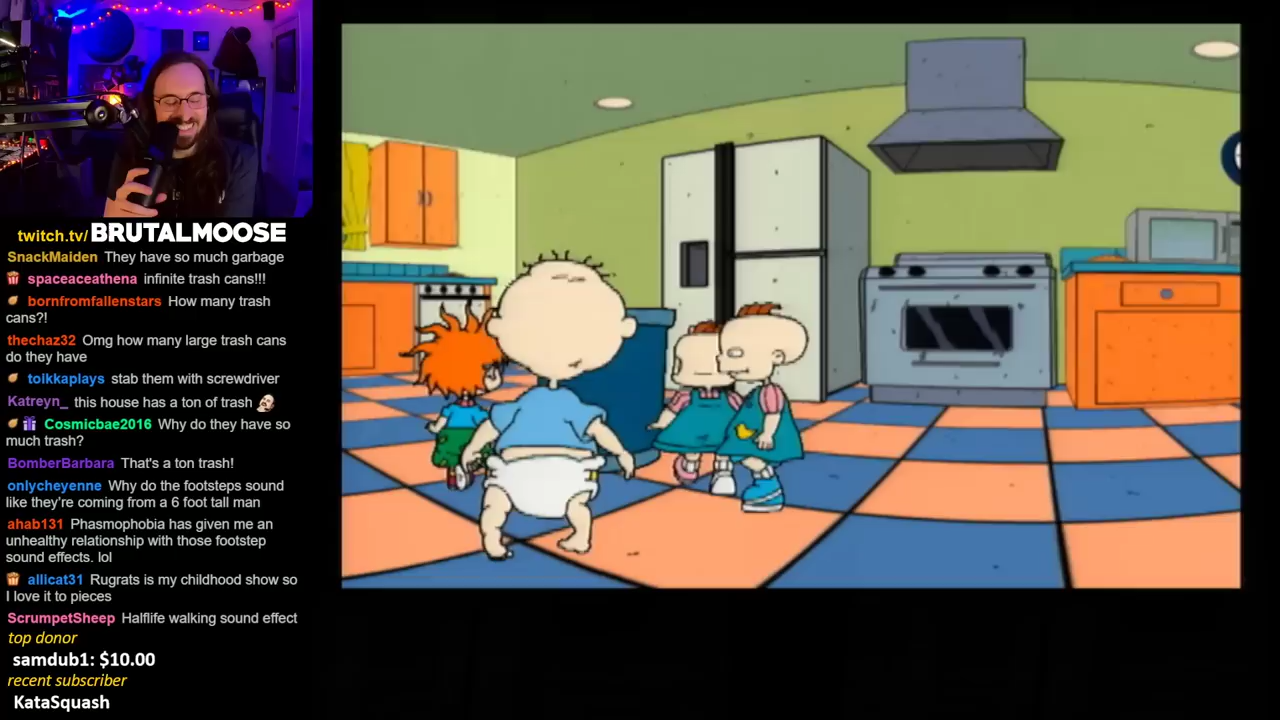 twitch.tv/BRUTALMOOSE
SnackMaiden They have so much garbage
spaceaceathena infinite trash cans!!!
bornfromfallenstars How many trash
cans?!
thechaz32 Omg how many large trash cans
do they have
toikkaplays stab them with screwdriver
Katreyn_ this house has a ton of trash
Cosmicbae2016 Why do they have so
much trash?
BomberBarbara That's a ton trash!
onlycheyenne Why do the footsteps sound
like they're coming from a 6 foot tall man
ahab131 Phasmophobia has given me an
unhealthy relationship with those footstep
sound effects. lol
allicat31 Rugrats is my childhood show so
I love it to pieces
ScrumpetSheep Halflife walking sound effect
top donor
samdub1: $10.00
recent subscriber
KataSquash